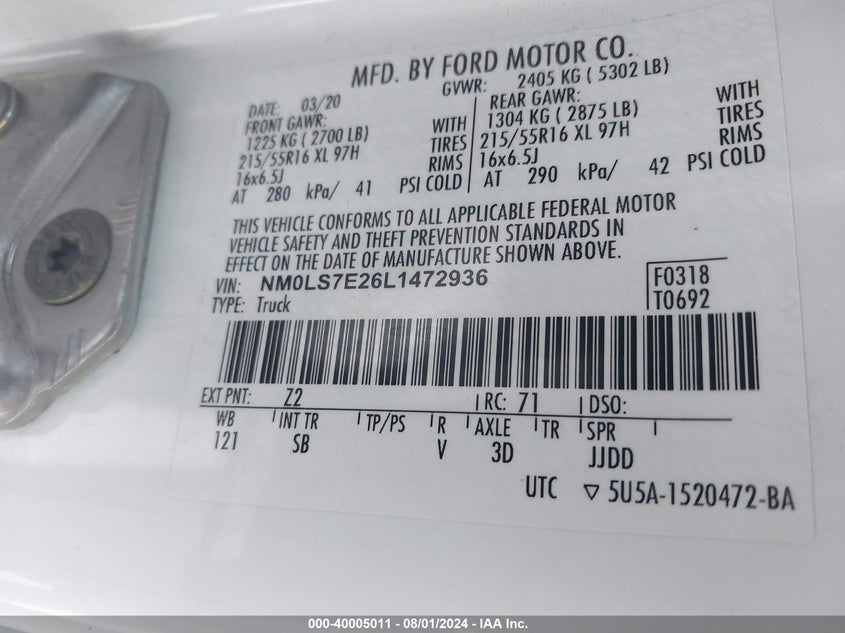 MFD. BY FORD MOTOR CO.
DATE: 03/20
GVWR: 2405 KG ( 5302 LB)
FRONT GAWR:
1225 KG ( 2700 LB)
215/55R16 XL 97H
16x6.5J
AT 280 kPa/ 41
WITH
TIRES
RIMS
PSI COLD
REAR GAWR:
1304 KG ( 2875 LB)
215/55R16 XL 97H
16x6.5J
AT 290 kPa/ 42
WITH
TIRES
RIMS
PSI COLD
THIS VEHICLE CONFORMS TO ALL APPLICABLE FEDERAL MOTOR
VEHICLE SAFETY AND THEFT PREVENTION STANDARDS IN
EFFECT ON THE DATE OF MANUFACTURE SHOWN ABOVE.
VIN: NM0LS7E26L1472936
TYPE: Truck
F0318
T0692
EXT PNT: Z2 RC: 71 DSO:
WB INT TR TP/PS R AXLE TR SPR
121 SB V 3D JJDD
UTC ▽ 5U5A-1520472-BA
000-40005011 - 08/01/2024 - IAA Inc.